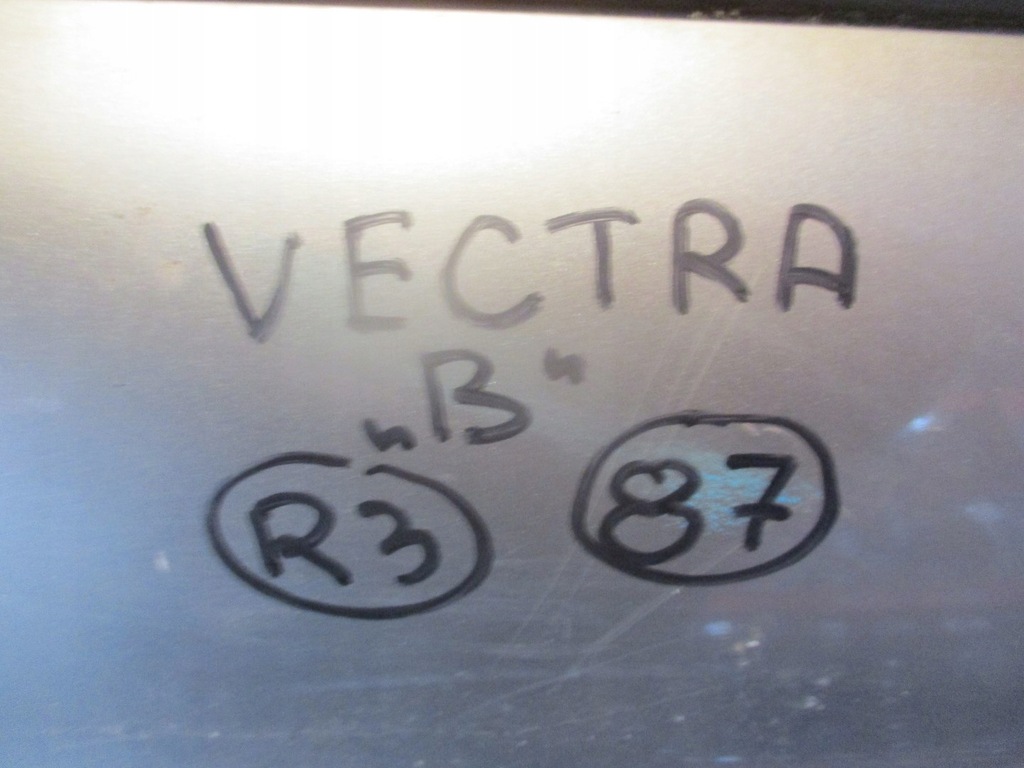 VECTRA
„B"
R3 87